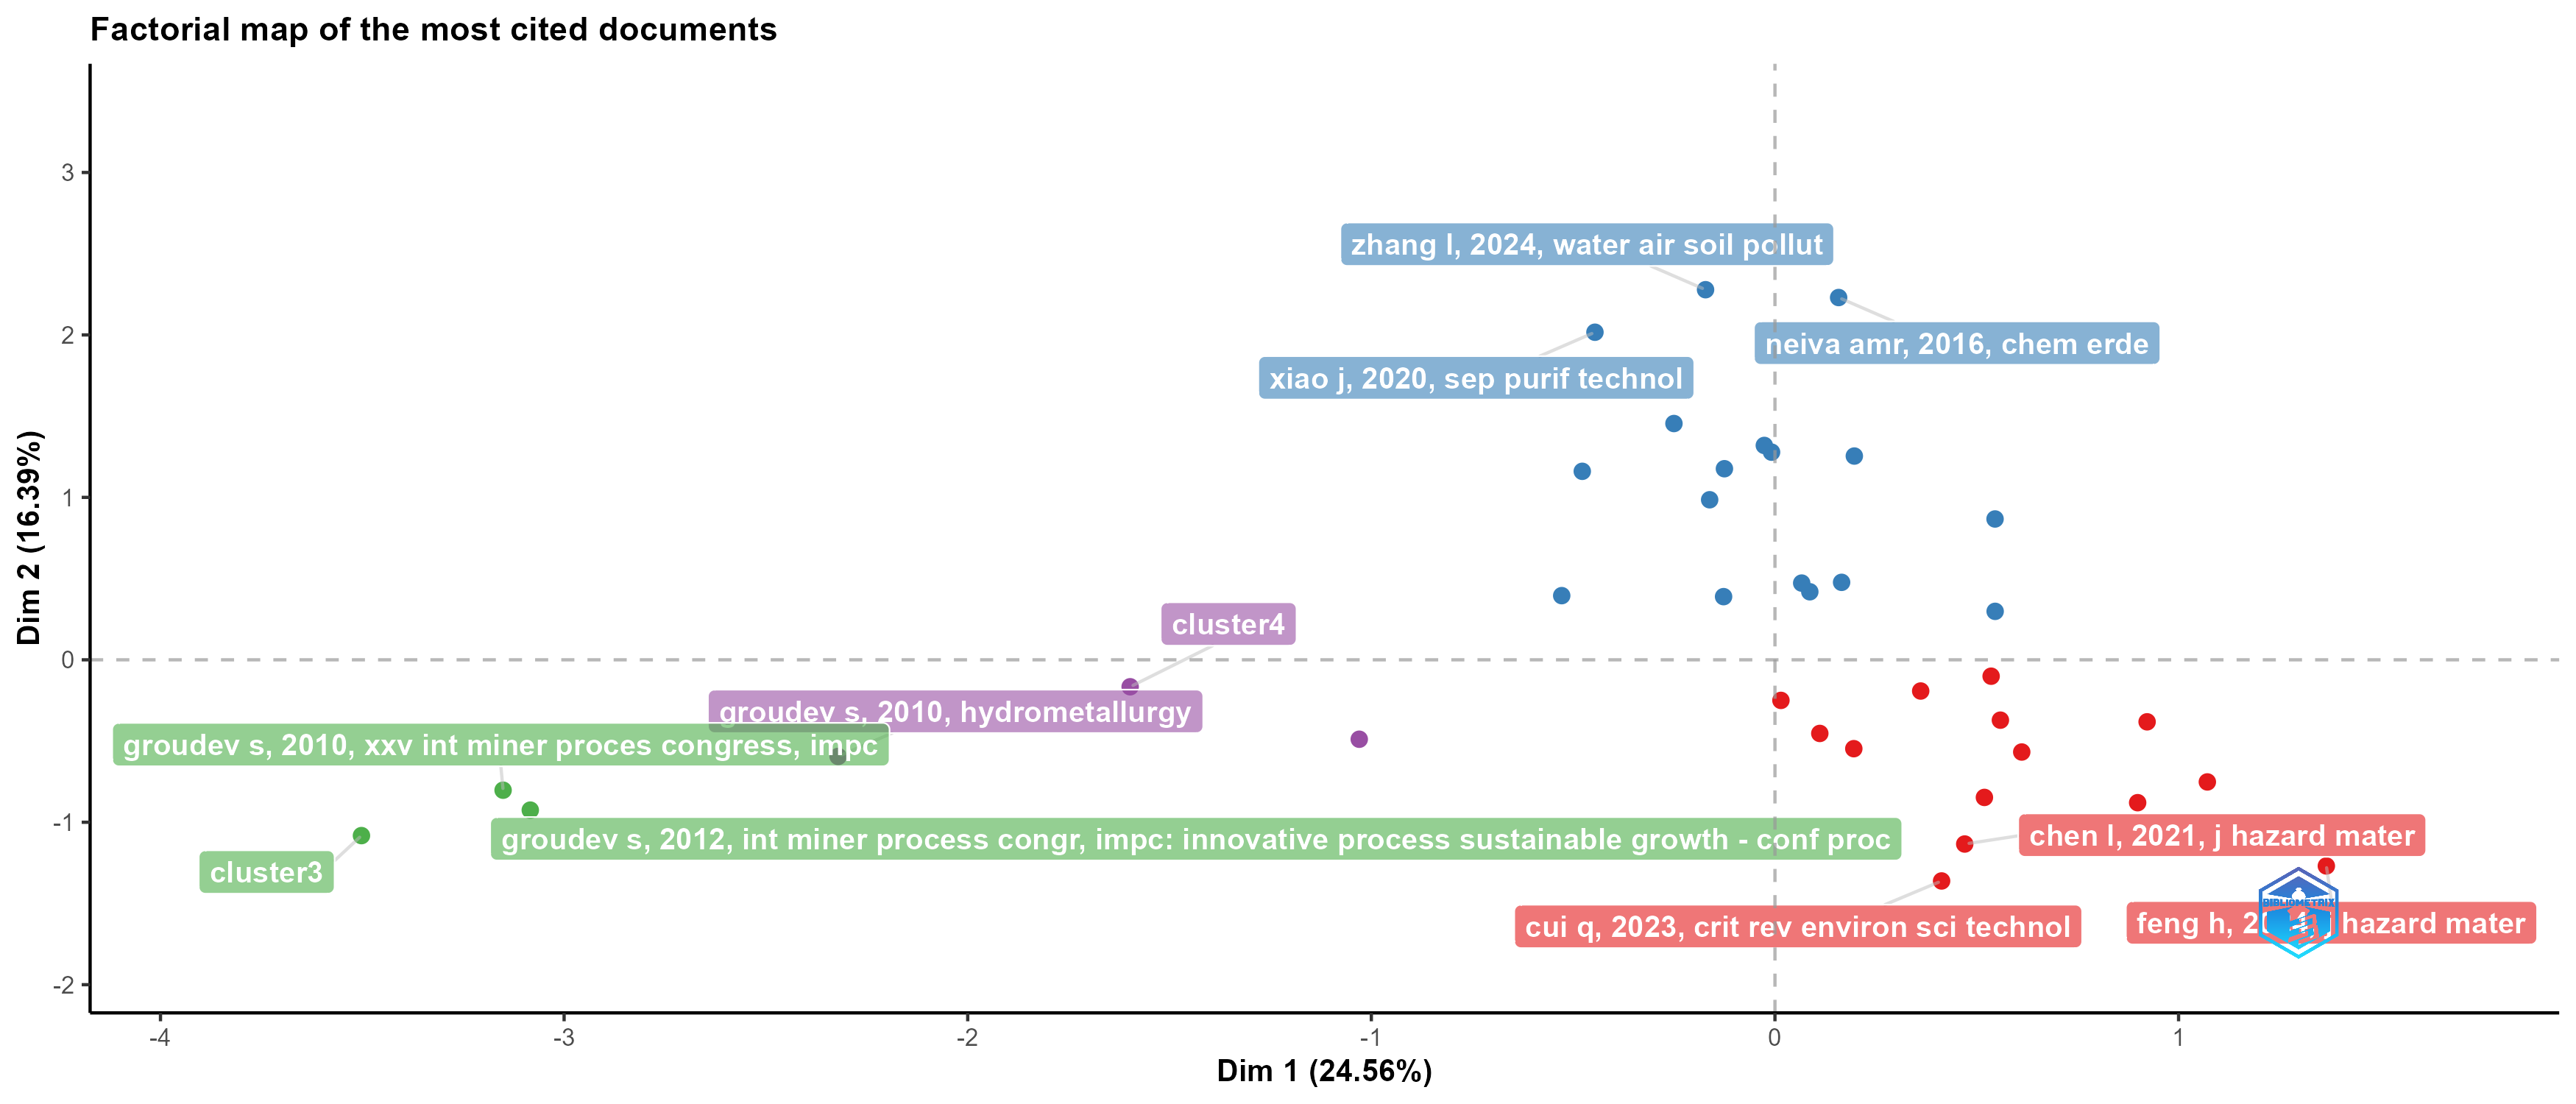 Factorial map of the most cited documents
3
2
1
0
-1
-2
Dim 2 (16.39%)
zhang l, 2024, water air soil pollut
neiva amr, 2016, chem erde
xiao j, 2020, sep purif technol
cluster4
groudev s, 2010, hydrometallurgy
groudev s, 2010, xxv int miner proces congress, impc
groudev s, 2012, int miner process congr, impc: innovative process sustainable growth - conf proc
chen l, 2021, j hazard mater
cluster3
cui q, 2023, crit rev environ sci technol
feng h, j hazard mater
BIBLIOMETRIX
-4
-3
-2
-1
0
1
Dim 1 (24.56%)